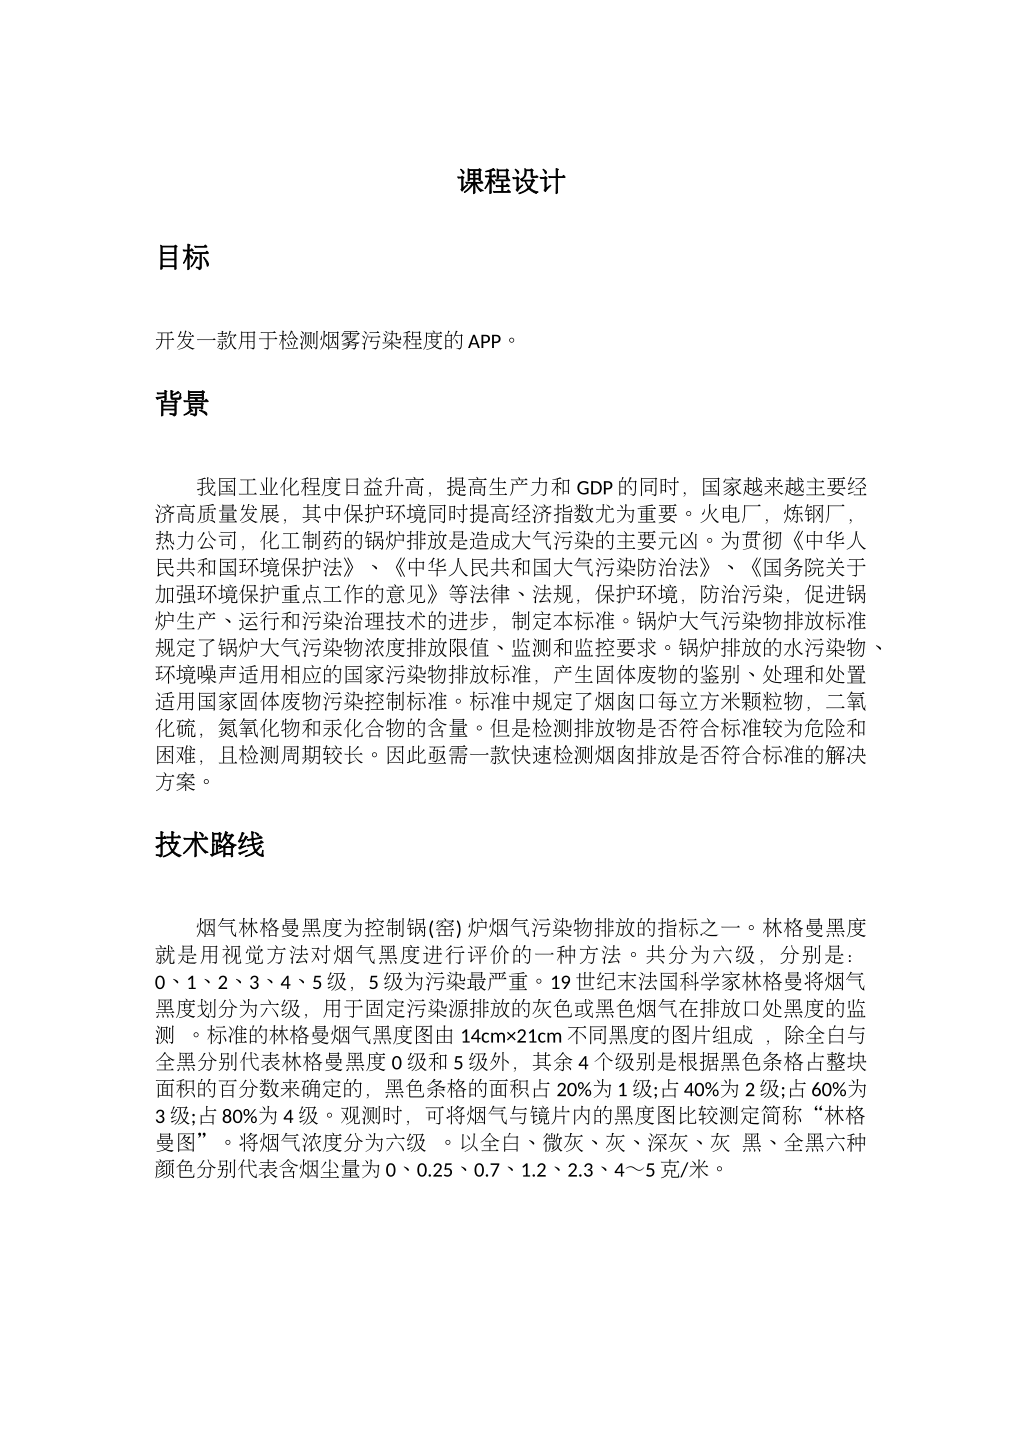 课程设计
目标
开发一款用于检测烟雾污染程度的 APP。
背景
我国工业化程度日益升高，提高生产力和 GDP 的同时，国家越来越主要经
济高质量发展，其中保护环境同时提高经济指数尤为重要。火电厂，炼钢厂，
热力公司，化工制药的锅炉排放是造成大气污染的主要元凶。为贯彻《中华人
民共和国环境保护法》、《中华人民共和国大气污染防治法》、《国务院关于
加强环境保护重点工作的意见》等法律、法规，保护环境，防治污染，促进锅
炉生产、运行和污染治理技术的进步，制定本标准。锅炉大气污染物排放标准
规定了锅炉大气污染物浓度排放限值、监测和监控要求。锅炉排放的水污染物、
环境噪声适用相应的国家污染物排放标准，产生固体废物的鉴别、处理和处置
适用国家固体废物污染控制标准。标准中规定了烟囱口每立方米颗粒物，二氧
化硫，氮氧化物和汞化合物的含量。但是检测排放物是否符合标准较为危险和
困难，且检测周期较长。因此亟需一款快速检测烟囱排放是否符合标准的解决
方案。
技术路线
烟气林格曼黑度为控制锅(窑) 炉烟气污染物排放的指标之一。林格曼黑度
就是用视觉方法对烟气黑度进行评价的一种方法。共分为六级，分别是：
0、1、2、3、4、5 级，5 级为污染最严重。19 世纪末法国科学家林格曼将烟气
黑度划分为六级，用于固定污染源排放的灰色或黑色烟气在排放口处黑度的监
测 。标准的林格曼烟气黑度图由 14cm×21cm 不同黑度的图片组成 ，除全白与
全黑分别代表林格曼黑度 0 级和 5 级外，其余 4 个级别是根据黑色条格占整块
面积的百分数来确定的，黑色条格的面积占 20%为 1 级;占 40%为 2 级;占 60%为
3 级;占 80%为 4 级。观测时，可将烟气与镜片内的黑度图比较测定简称“林格
曼图”。将烟气浓度分为六级 。以全白、微灰、灰、深灰、灰 黑、全黑六种
颜色分别代表含烟尘量为 0、0.25、0.7、1.2、2.3、4～5 克/米。